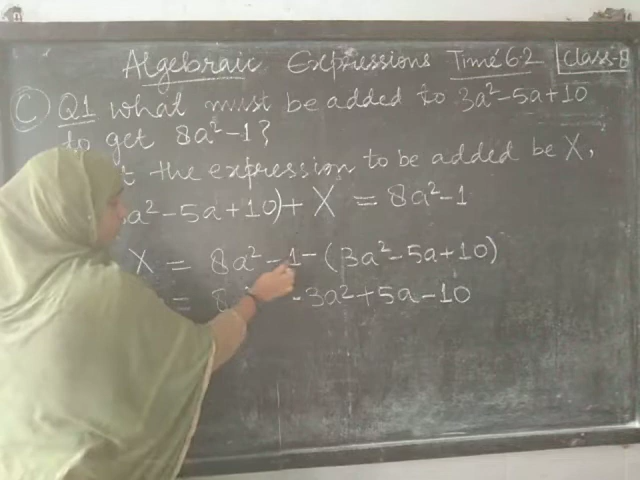 Algebraic Expressions Time 6.2 Class-8
C Q1 what must be added to 3a²-5a+10
to get 8a²-1?
the expression to be added be X,
a²-5a+10)+ X = 8a²-1
X = 8a²-1-(3a²-5a+10)
= 8 -3a²+5a-10